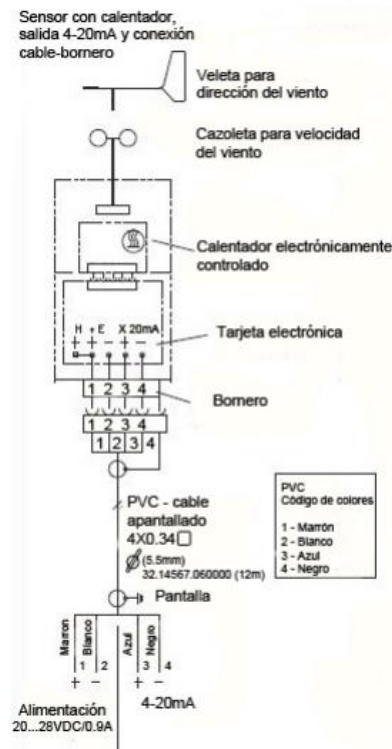 Sensor con calentador,
salida 4-20mA y conexión
cable-bornero
Veleta para
dirección del viento
Cazoleta para velocidad
del viento
Calentador electrónicamente
controlado
H + E X 20mA
+ + − + −
Tarjeta electrónica
1 2 3 4
Bornero
1 2 3 4
1 2 3 4
PVC - cable
apantallado
4X0.34
(5.5mm)
32.14567.060000 (12m)
PVC
Código de colores
1 - Marrón
2 - Blanco
3 - Azul
4 - Negro
Pantalla
Marron Blanco Azul Negro
1 2 3 4
+ − + −
Alimentación
20...28VDC/0.9A
4-20mA